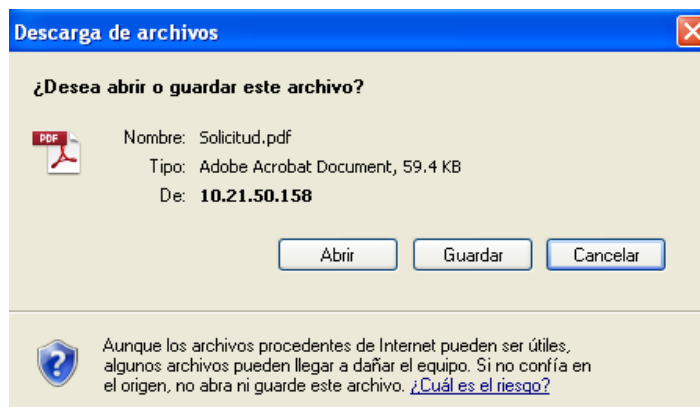 Descarga de archivos
¿Desea abrir o guardar este archivo?
PDF
Nombre: Solicitud.pdf
Tipo: Adobe Acrobat Document, 59.4 KB
De: 10.21.50.158
Abrir Guardar Cancelar
Aunque los archivos procedentes de Internet pueden ser útiles,
algunos archivos pueden llegar a dañar el equipo. Si no confía en
el origen, no abra ni guarde este archivo. ¿Cuál es el riesgo?